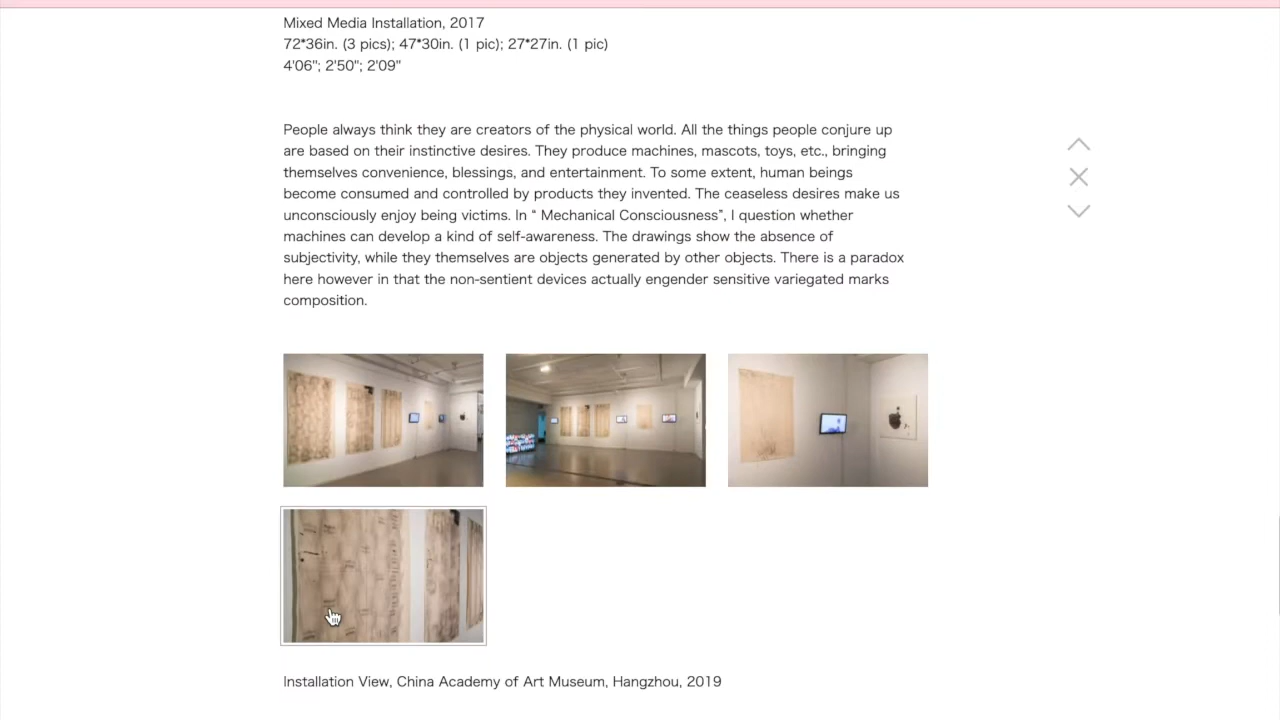 Mixed Media Installation, 2017
72*36in. (3 pics); 47*30in. (1 pic); 27*27in. (1 pic)
4'06"; 2'50"; 2'09"
People always think they are creators of the physical world. All the things people conjure up
are based on their instinctive desires. They produce machines, mascots, toys, etc., bringing
themselves convenience, blessings, and entertainment. To some extent, human beings
become consumed and controlled by products they invented. The ceaseless desires make us
unconsciously enjoy being victims. In “ Mechanical Consciousness”, I question whether
machines can develop a kind of self-awareness. The drawings show the absence of
subjectivity, while they themselves are objects generated by other objects. There is a paradox
here however in that the non-sentient devices actually engender sensitive variegated marks
composition.
Installation View, China Academy of Art Museum, Hangzhou, 2019